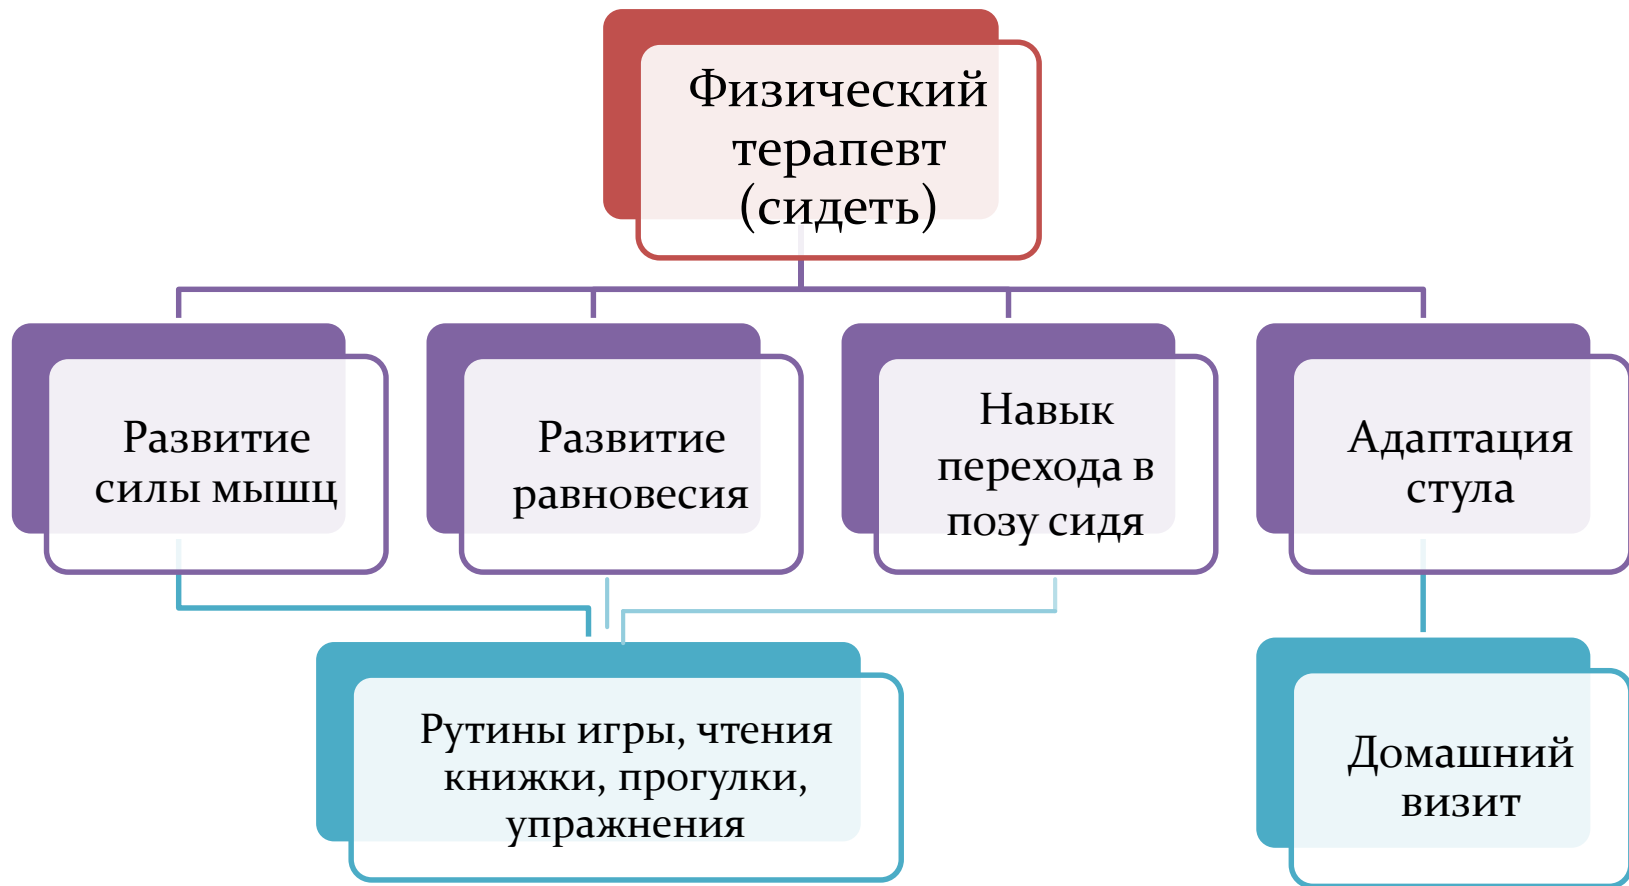 Физический
терапевт
(сидеть)
Развитие
силы мышц
Развитие
равновесия
Навык
перехода в
позу сидя
Адаптация
стула
Рутины игры, чтения
книжки, прогулки,
упражнения
Домашний
визит